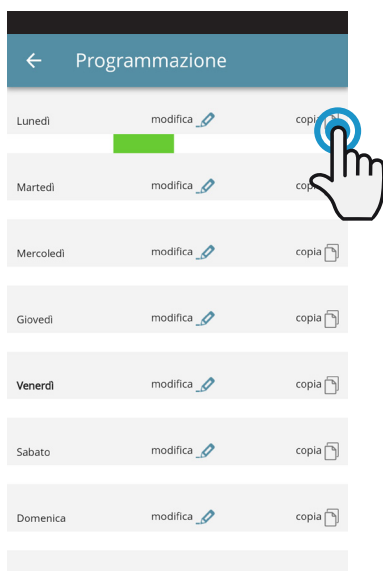 Programmazione
Lunedì modifica copia
Martedì modifica copia
Mercoledì modifica copia
Giovedì modifica copia
Venerdì modifica copia
Sabato modifica copia
Domenica modifica copia